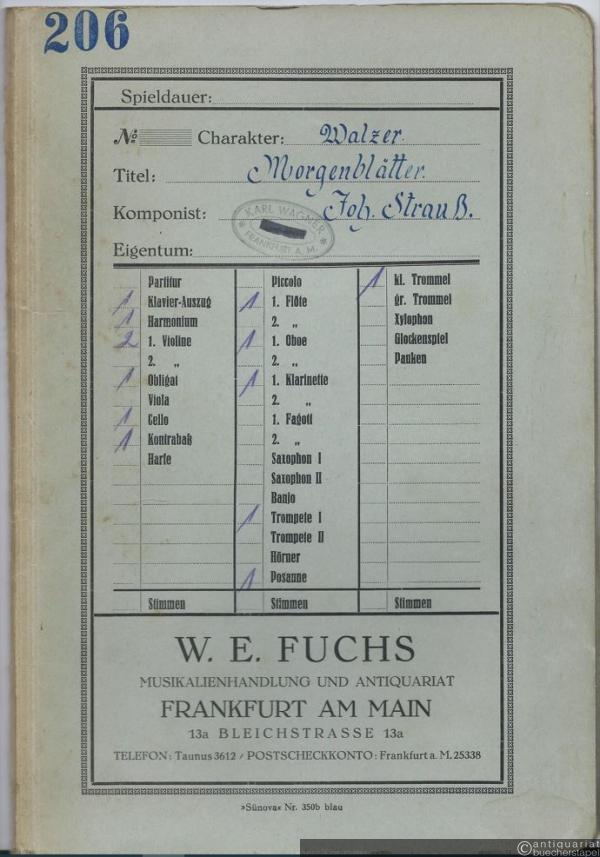 206
Spieldauer:
№ Charakter: Walzer.
Titel: Morgenblätter.
Komponist: Joh. Strauß.
KARL WAGNER
FRANKFURT A. M.
Eigentum:
Partitur
1 Klavier-Auszug
1 Harmonium
2 1. Violine
2. „
1 Obligat
Viola
1 Cello
1 Kontrabaß
Harfe
Stimmen
Piccolo
1 1. Flöte
2. „
1 1. Oboe
2. „
1 1. Klarinette
2. „
1. Fagott
2. „
Saxophon I
Saxophon II
Banjo
1 Trompete I
Trompete II
Hörner
1 Posaune
Stimmen
1 kl. Trommel
gr. Trommel
Xylophon
Glockenspiel
Pauken
Stimmen
W. E. FUCHS
MUSIKALIENHANDLUNG UND ANTIQUARIAT
FRANKFURT AM MAIN
13a BLEICHSTRASSE 13a
TELEFON: Taunus 3612 / POSTSCHECKKONTO: Frankfurt a. M. 25338
»Sünova« Nr. 350b blau
antiquariat
buecherstapel